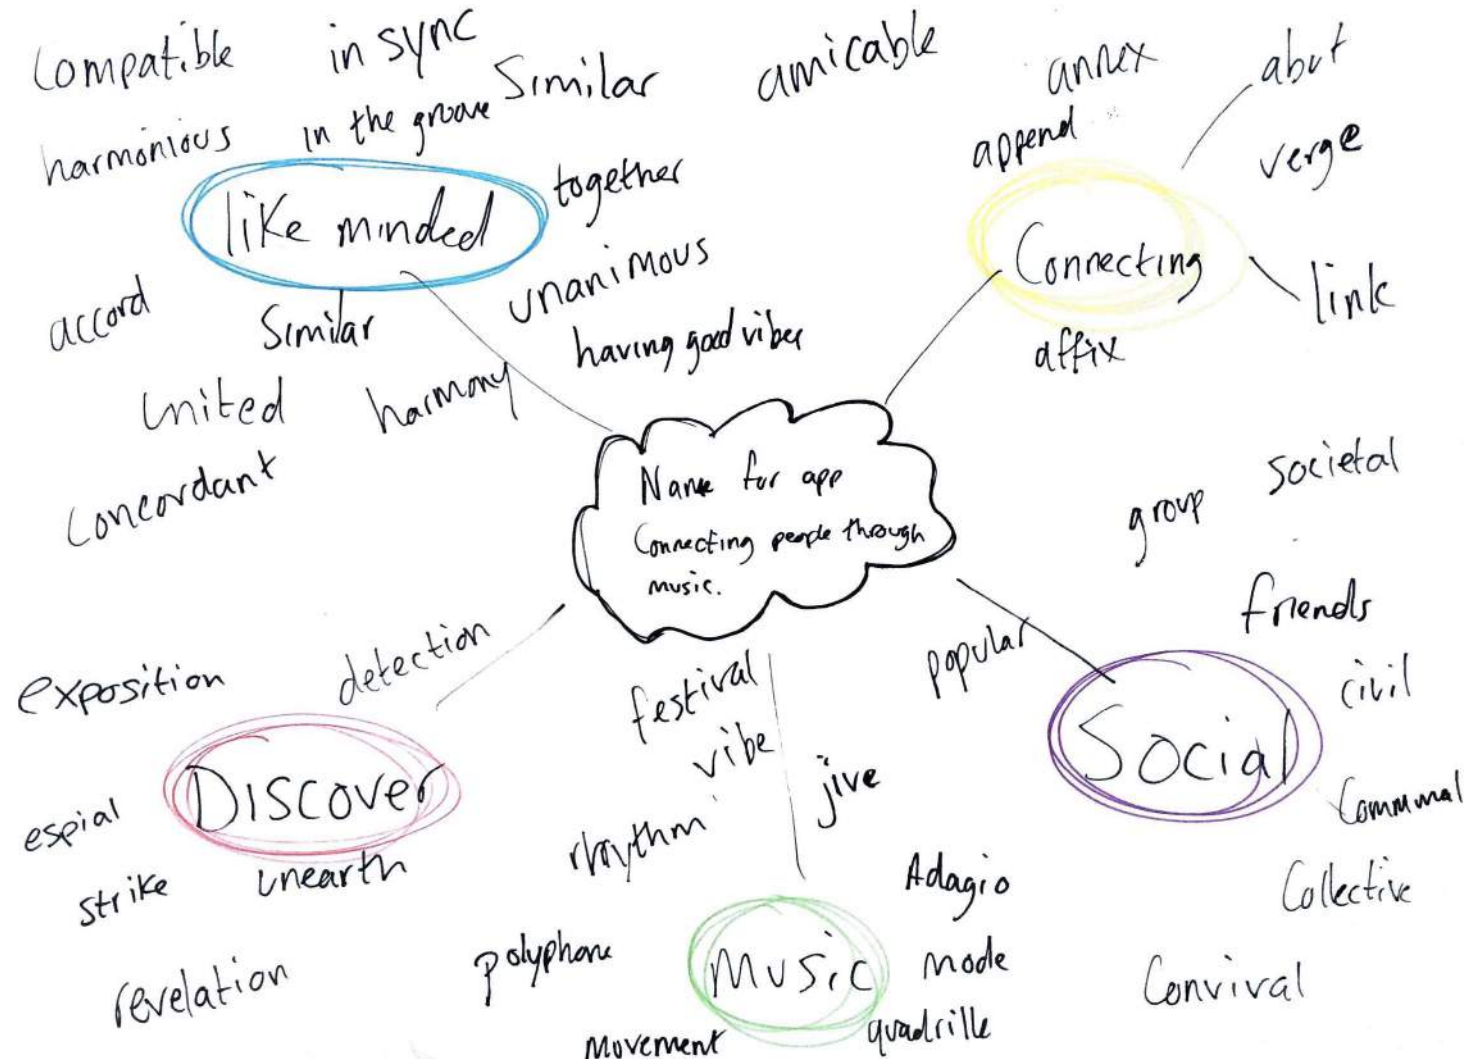 Compatible
in sync
Similar
amicable
annex
abut
harmonious
in the groove
append
verge
like minded
together
Connecting
accord
Similar
unanimous
link
having good vibes
affix
United
harmony
Concordant
Name for app
Connecting people through
music.
group
societal
friends
exposition
detection
festival
popular
civil
vibe
Social
Discover
jive
espial
rhythm
Communal
strike
unearth
Adagio
Collective
revelation
polyphone
Music
mode
Convival
movement
quadrille